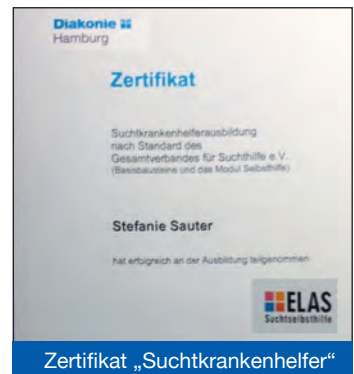 Diakonie
Hamburg
Zertifikat
Suchtkrankenhelferausbildung
nach Standard des
Gesamtverbandes für Suchthilfe e.V.
(Basisbausteine und das Modul Selbsthilfe)
Stefanie Sauter
hat erfolgreich an der Ausbildung teilgenommen
ELAS
Suchtselbsthilfe
Zertifikat „Suchtkrankenhelfer“